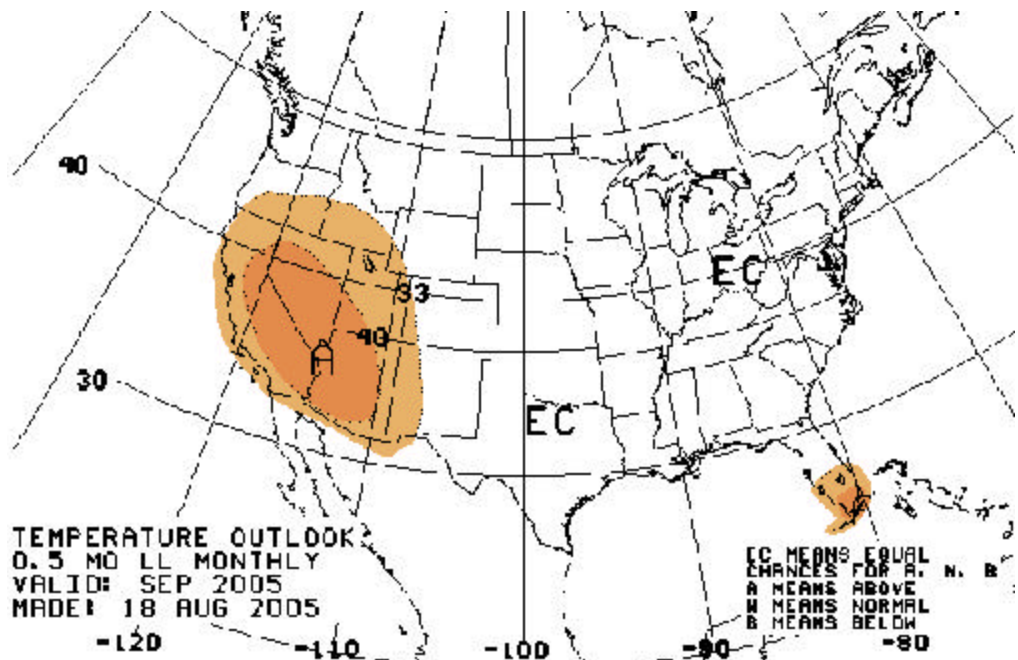 40
EC
33
40
A
30
EC
TEMPERATURE OUTLOOK
0.5 MO LL MONTHLY
VALID: SEP 2005
MADE: 18 AUG 2005
EC MEANS EQUAL
CHANCES FOR A, N, B
A MEANS ABOVE
N MEANS NORMAL
B MEANS BELOW
-120
-110
-100
-90
-80